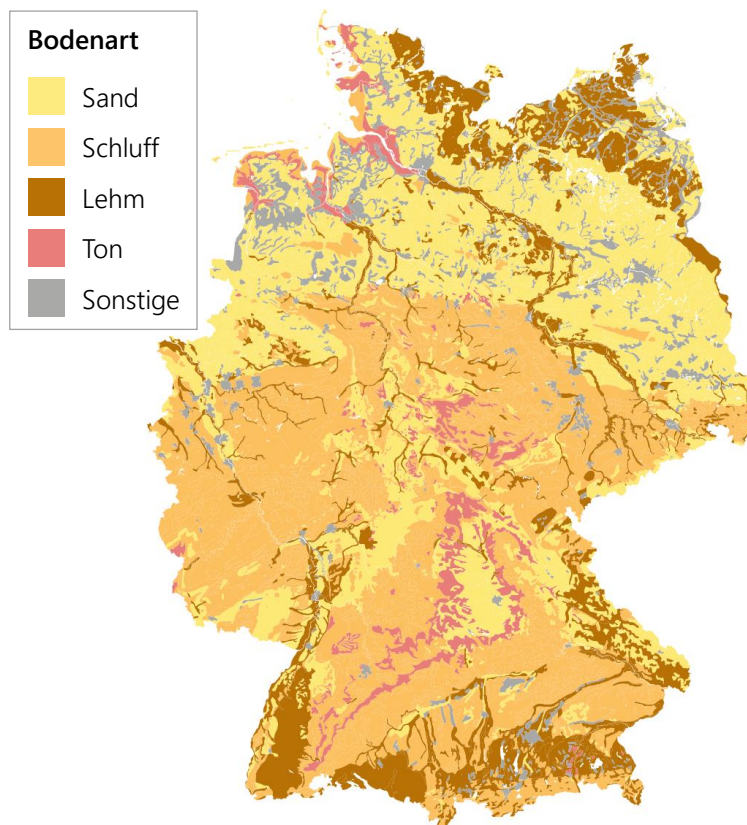 Bodenart
Sand
Schluff
Lehm
Ton
Sonstige